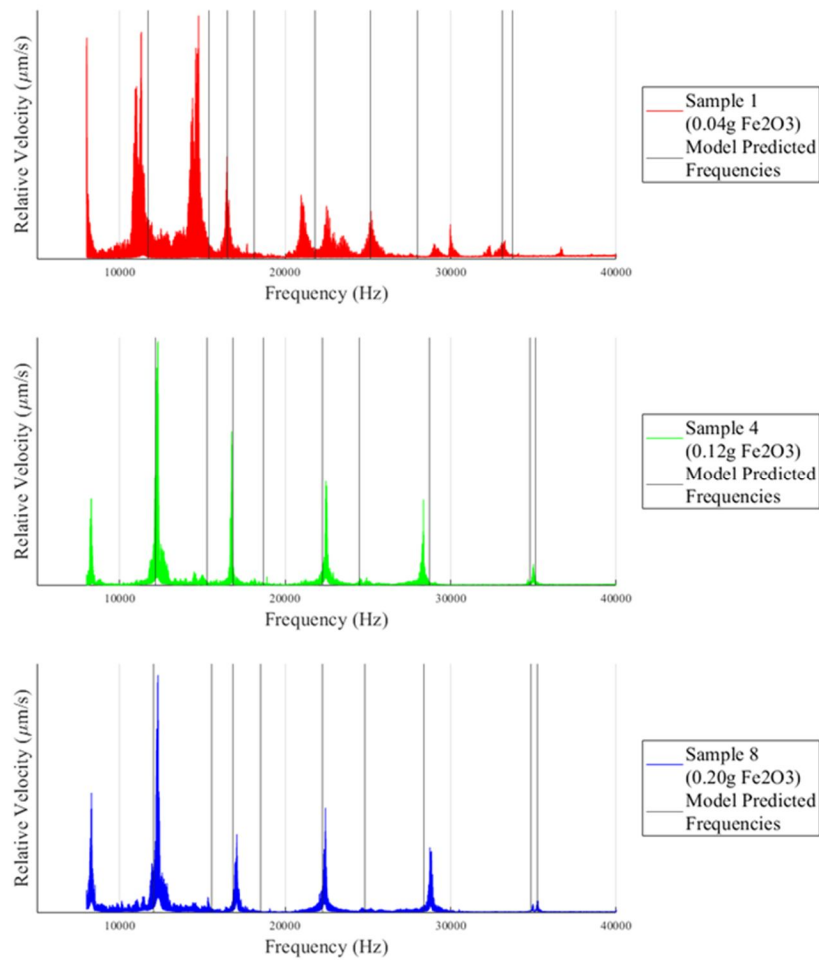 Relative Velocity (μm/s)
10000
20000
30000
40000
Frequency (Hz)
Sample 1
(0.04g Fe2O3)
Model Predicted
Frequencies
Relative Velocity (μm/s)
10000
20000
30000
40000
Frequency (Hz)
Sample 4
(0.12g Fe2O3)
Model Predicted
Frequencies
Relative Velocity (μm/s)
10000
20000
30000
40000
Frequency (Hz)
Sample 8
(0.20g Fe2O3)
Model Predicted
Frequencies